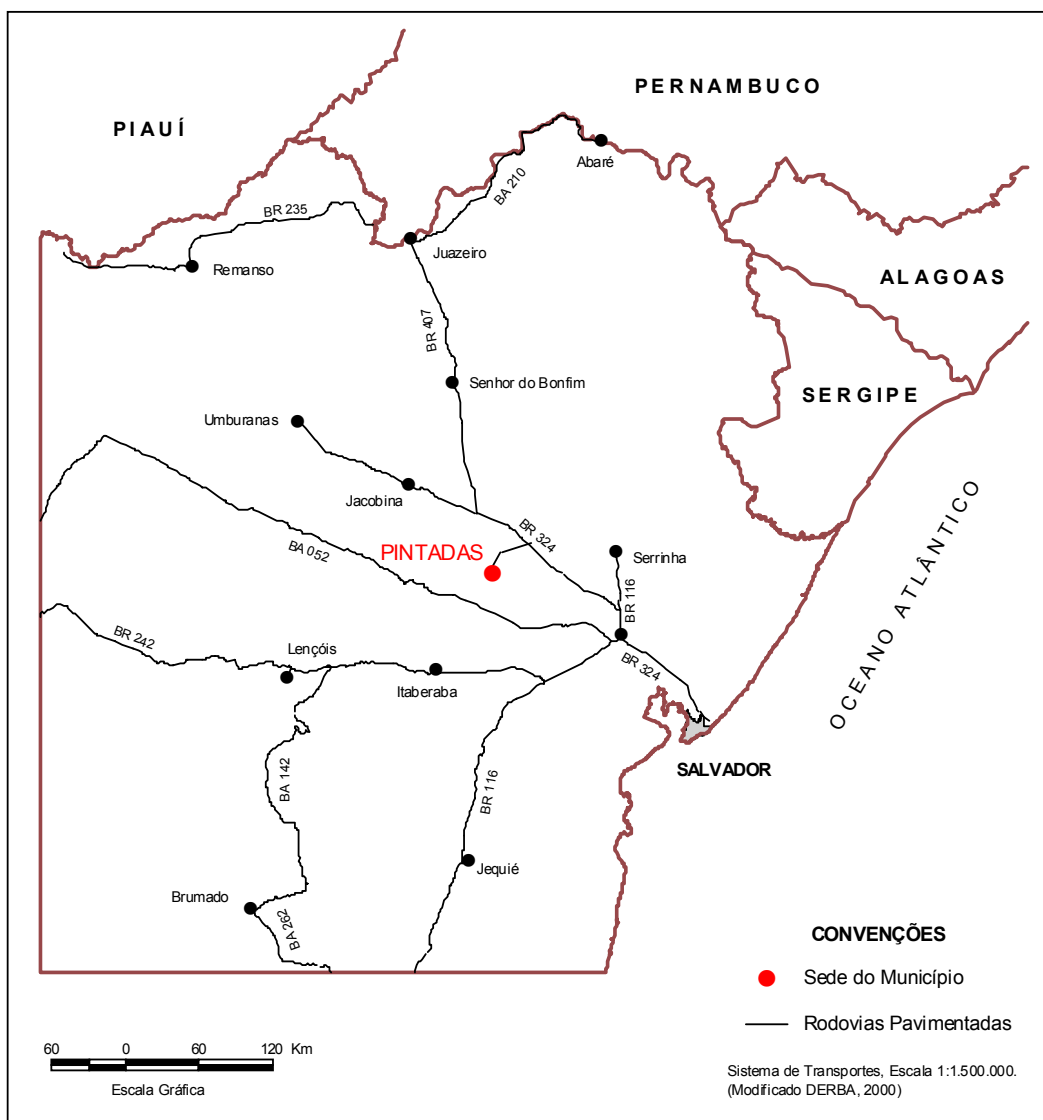 PERNAMBUCO
PIAUÍ
Abaré
BA 210
BR 235
Juazeiro
Remanso
ALAGOAS
BR 407
Senhor do Bonfim
SERGIPE
Umburanas
Jacobina
OCEANO ATLÂNTICO
BR 324
BA 052
PINTADAS
Serrinha
BR 116
BR 242
Lençóis
Itaberaba
BR 324
SALVADOR
BA 142
BR 116
Jequié
Brumado
BA 262
CONVENÇÕES
Sede do Município
Rodovias Pavimentadas
60 0 60 120 Km
Escala Gráfica
Sistema de Transportes, Escala 1:1.500.000.
(Modificado DERBA, 2000)